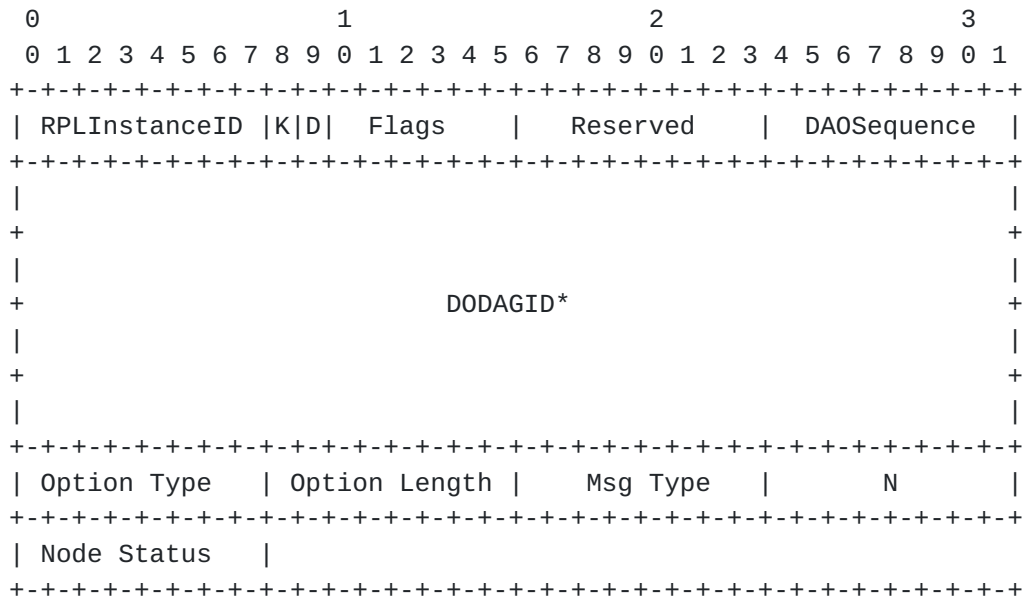 0                   1                   2                   3
 0 1 2 3 4 5 6 7 8 9 0 1 2 3 4 5 6 7 8 9 0 1 2 3 4 5 6 7 8 9 0 1
+-+-+-+-+-+-+-+-+-+-+-+-+-+-+-+-+-+-+-+-+-+-+-+-+-+-+-+-+-+-+-+-+
| RPLInstanceID |K|D|  Flags    |   Reserved    |  DAOSequence  |
+-+-+-+-+-+-+-+-+-+-+-+-+-+-+-+-+-+-+-+-+-+-+-+-+-+-+-+-+-+-+-+-+
|                                                               |
+                                                               +
|                                                               |
+                           DODAGID*                            +
|                                                               |
+                                                               +
|                                                               |
+-+-+-+-+-+-+-+-+-+-+-+-+-+-+-+-+-+-+-+-+-+-+-+-+-+-+-+-+-+-+-+-+
| Option Type   | Option Length |    Msg Type   |       N       |
+-+-+-+-+-+-+-+-+-+-+-+-+-+-+-+-+-+-+-+-+-+-+-+-+-+-+-+-+-+-+-+-+
| Node Status   |
+-+-+-+-+-+-+-+-+-+-+-+-+-+-+-+-+-+-+-+-+-+-+-+-+-+-+-+-+-+-+-+-+